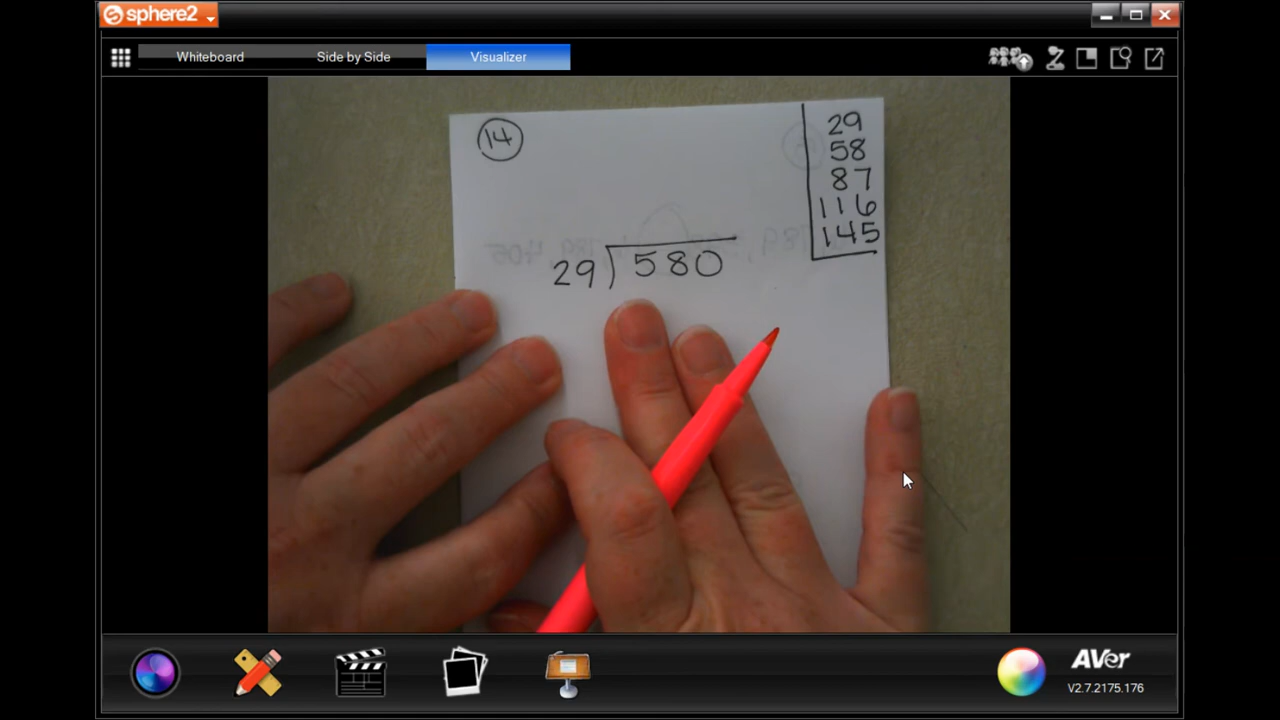 sphere2
Whiteboard Side by Side Visualizer
14
29
58
87
116
145
29 580
AVer
V2.7.2175.176